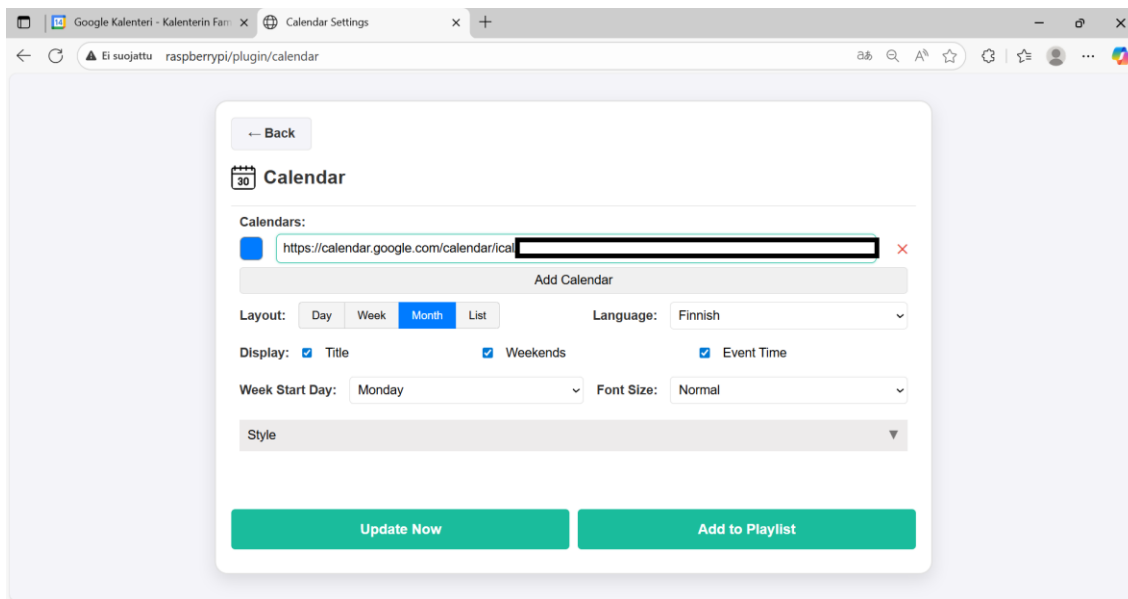 14 Google Kalenteri - Kalenterin Fam
Calendar Settings
Ei suojattu raspberrypi/plugin/calendar
← Back
30 Calendar
Calendars:
https://calendar.google.com/calendar/ical
Add Calendar
Layout: Day Week Month List Language: Finnish
Display: Title Weekends Event Time
Week Start Day: Monday Font Size: Normal
Style
Update Now Add to Playlist